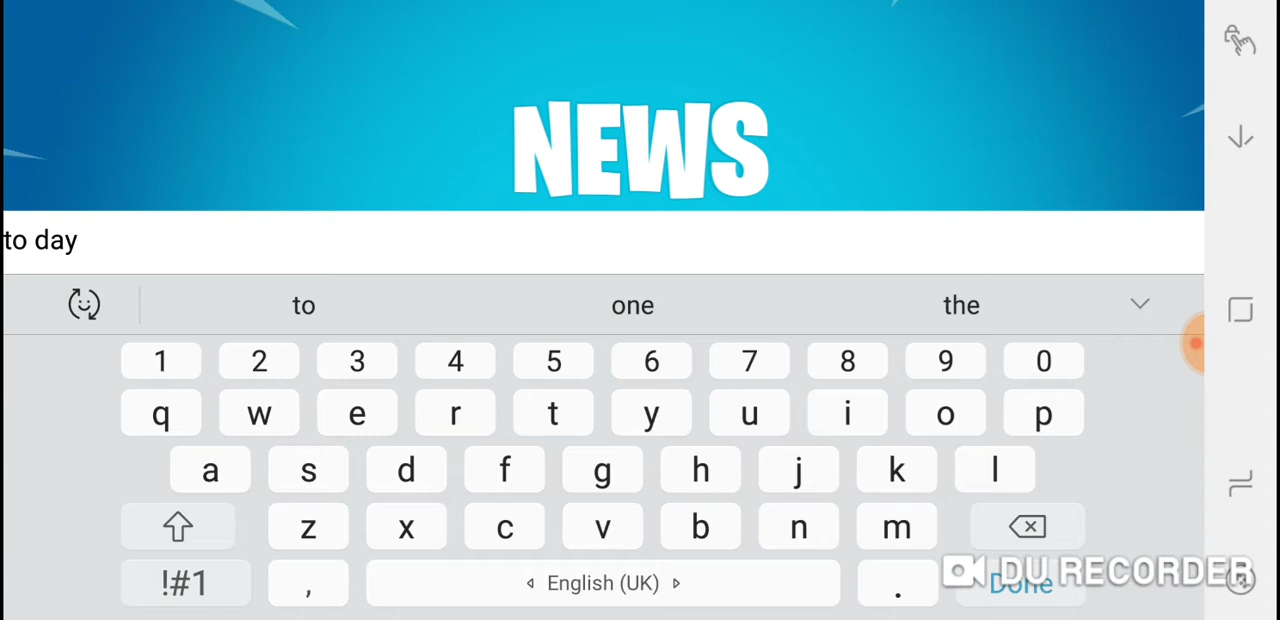 NEWS
to day
to one the
1 2 3 4 5 6 7 8 9 0
q w e r t y u i o p
a s d f g h j k l
z x c v b n m
!#1 , English (UK) . Done
DU RECORDER